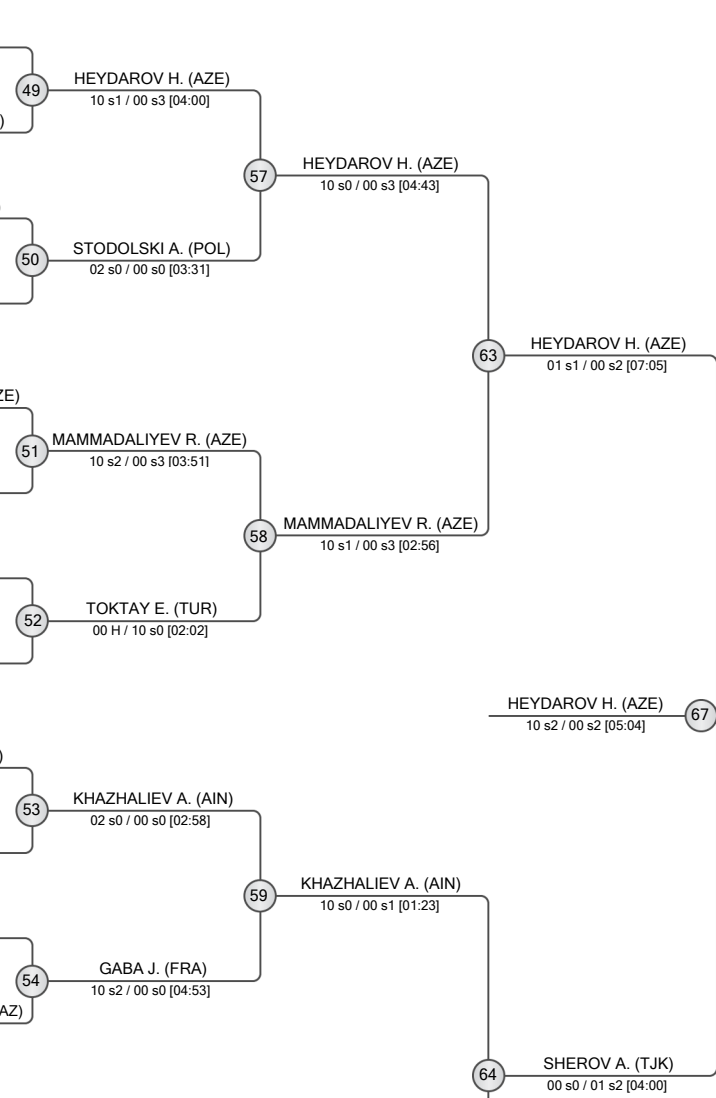 HEYDAROV H. (AZE)
49
10 s1 / 00 s3 [04:00]
)
HEYDAROV H. (AZE)
57
10 s0 / 00 s3 [04:43]
STODOLSKI A. (POL)
50
02 s0 / 00 s0 [03:31]
HEYDAROV H. (AZE)
63
01 s1 / 00 s2 [07:05]
ZE)
MAMMADALIYEV R. (AZE)
51
10 s2 / 00 s3 [03:51]
MAMMADALIYEV R. (AZE)
58
10 s1 / 00 s3 [02:56]
TOKTAY E. (TUR)
52
00 H / 10 s0 [02:02]
HEYDAROV H. (AZE)
67
10 s2 / 00 s2 [05:04]
)
KHAZHALIEV A. (AIN)
53
02 s0 / 00 s0 [02:58]
KHAZHALIEV A. (AIN)
59
10 s0 / 00 s1 [01:23]
GABA J. (FRA)
54
10 s2 / 00 s0 [04:53]
AZ)
SHEROV A. (TJK)
64
00 s0 / 01 s2 [04:00]